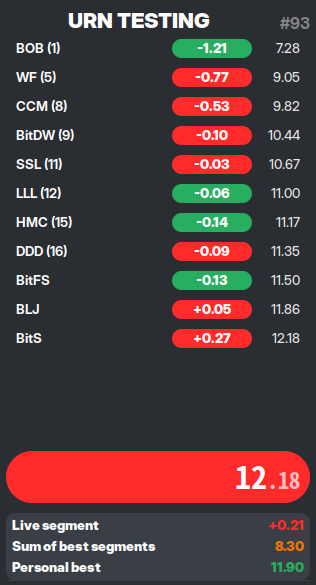 URN TESTING #93
BOB (1) -1.21 7.28
WF (5) -0.77 9.05
CCM (8) -0.53 9.82
BitDW (9) -0.10 10.44
SSL (11) -0.03 10.67
LLL (12) -0.06 11.00
HMC (15) -0.14 11.17
DDD (16) -0.09 11.35
BitFS -0.13 11.50
BLJ +0.05 11.86
BitS +0.27 12.18
12.18
Live segment +0.21
Sum of best segments 8.30
Personal best 11.90